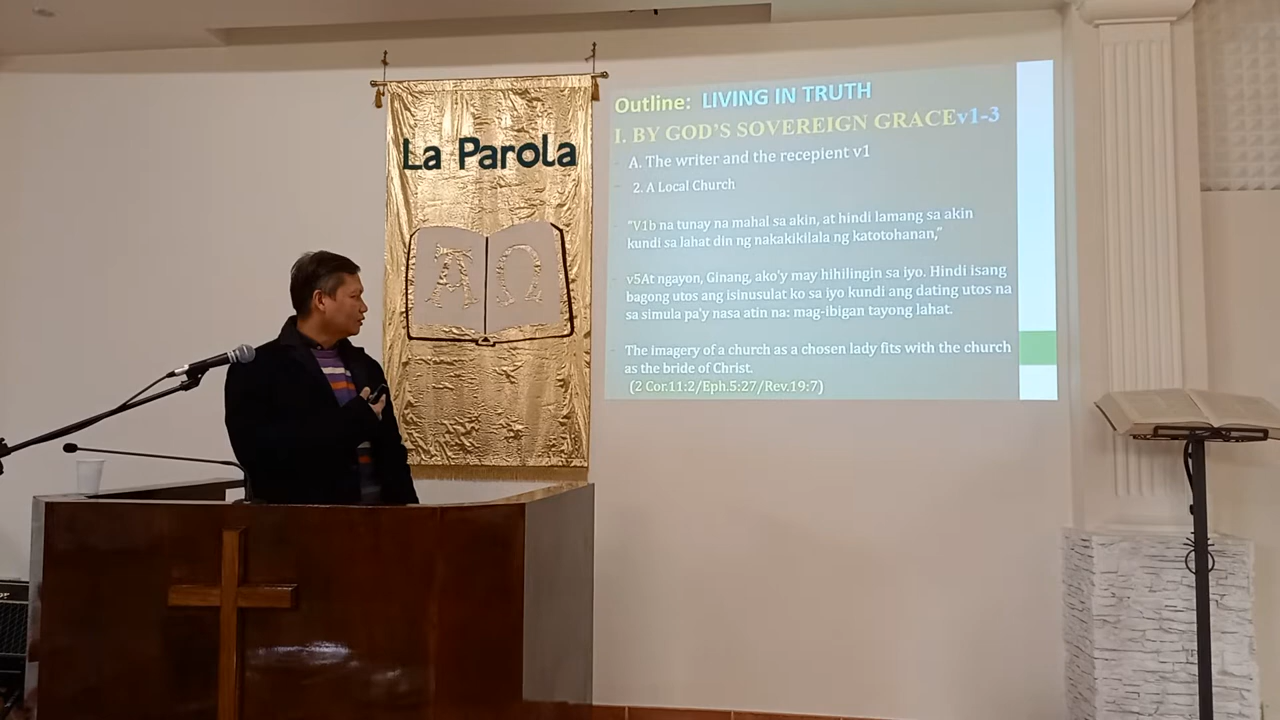 La Parola
Α Ω
Outline: LIVING IN TRUTH
I. BY GOD'S SOVEREIGN GRACEv1-3
A. The writer and the recepient v1
2. A Local Church
"V1b na tunay na mahal sa akin, at hindi lamang sa akin
kundi sa lahat din ng nakakikilala ng katotohanan,"
v5At ngayon, Ginang, ako'y may hihilingin sa iyo. Hindi isang
bagong utos ang isinusulat ko sa iyo kundi ang dating utos na
sa simula pa'y nasa atin na: mag-ibigan tayong lahat.
The imagery of a church as a chosen lady fits with the church
as the bride of Christ.
(2 Cor.11:2/Eph.5:27/Rev.19:7)